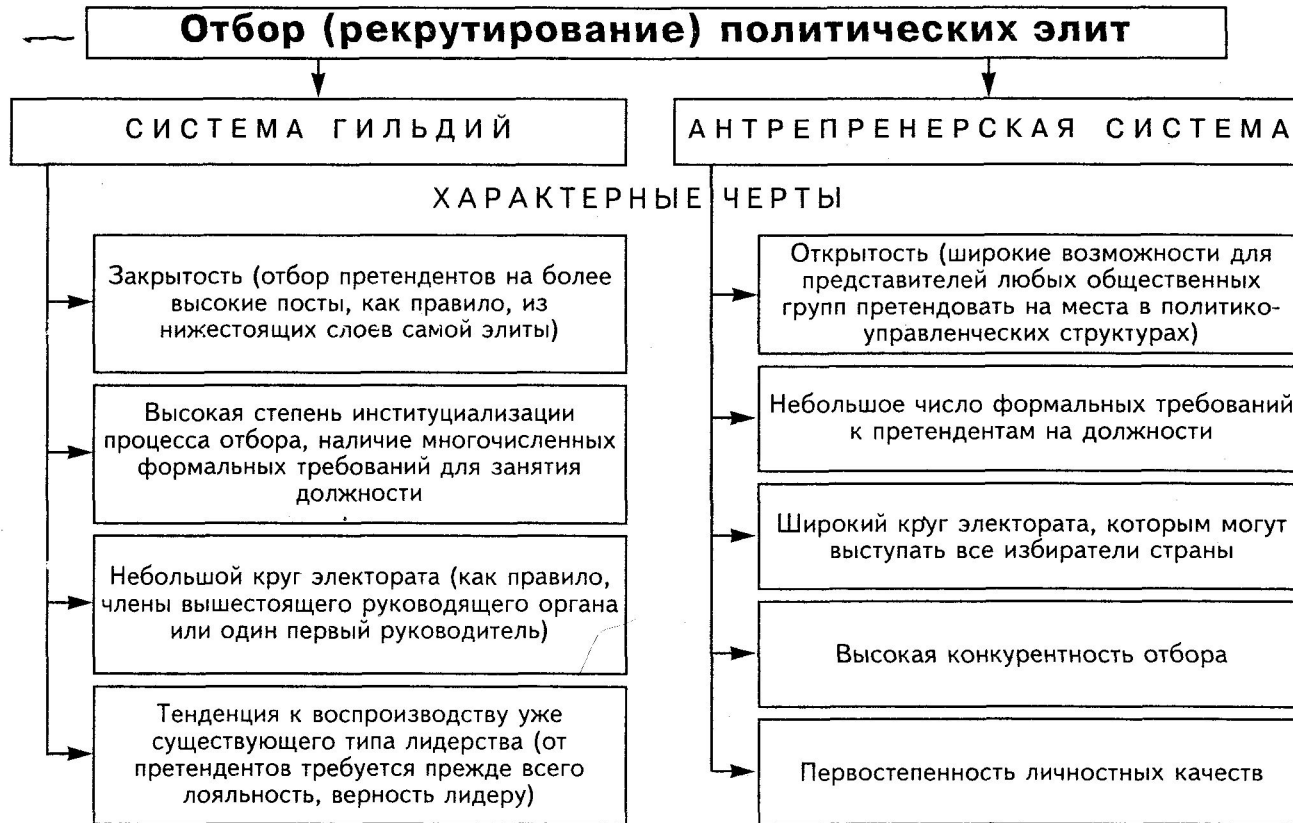 Отбор (рекрутирование) политических элит
СИСТЕМА ГИЛЬДИЙ
АНТРЕПРЕНЕРСКАЯ СИСТЕМА
ХАРАКТЕРНЫЕ ЧЕРТЫ
Закрытость (отбор претендентов на более
высокие посты, как правило, из
нижестоящих слоев самой элиты)
Высокая степень институциализации
процесса отбора, наличие многочисленных
формальных требований для занятия
должности
Небольшой круг электората (как правило,
члены вышестоящего руководящего органа
или один первый руководитель)
Тенденция к воспроизводству уже
существующего типа лидерства (от
претендентов требуется прежде всего
лояльность, верность лидеру)
Открытость (широкие возможности для
представителей любых общественных
групп претендовать на места в политико-
управленческих структурах)
Небольшое число формальных требований
к претендентам на должности
Широкий круг электората, которым могут
выступать все избиратели страны
Высокая конкурентность отбора
Первостепенность личностных качеств